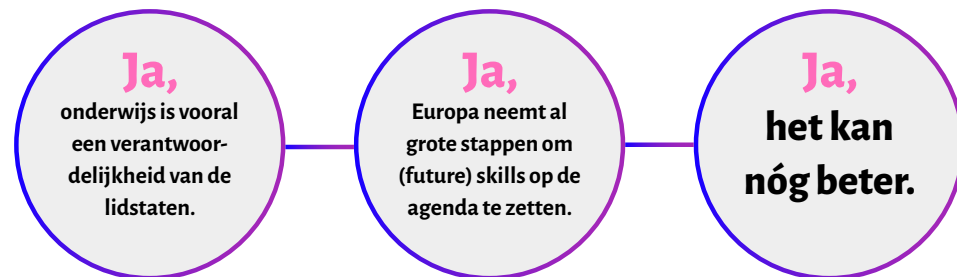 Ja,
onderwijs is vooral
een verantwoor-
delijkheid van de
lidstaten.
Ja,
Europa neemt al
grote stappen om
(future) skills op de
agenda te zetten.
Ja,
het kan
nóg beter.